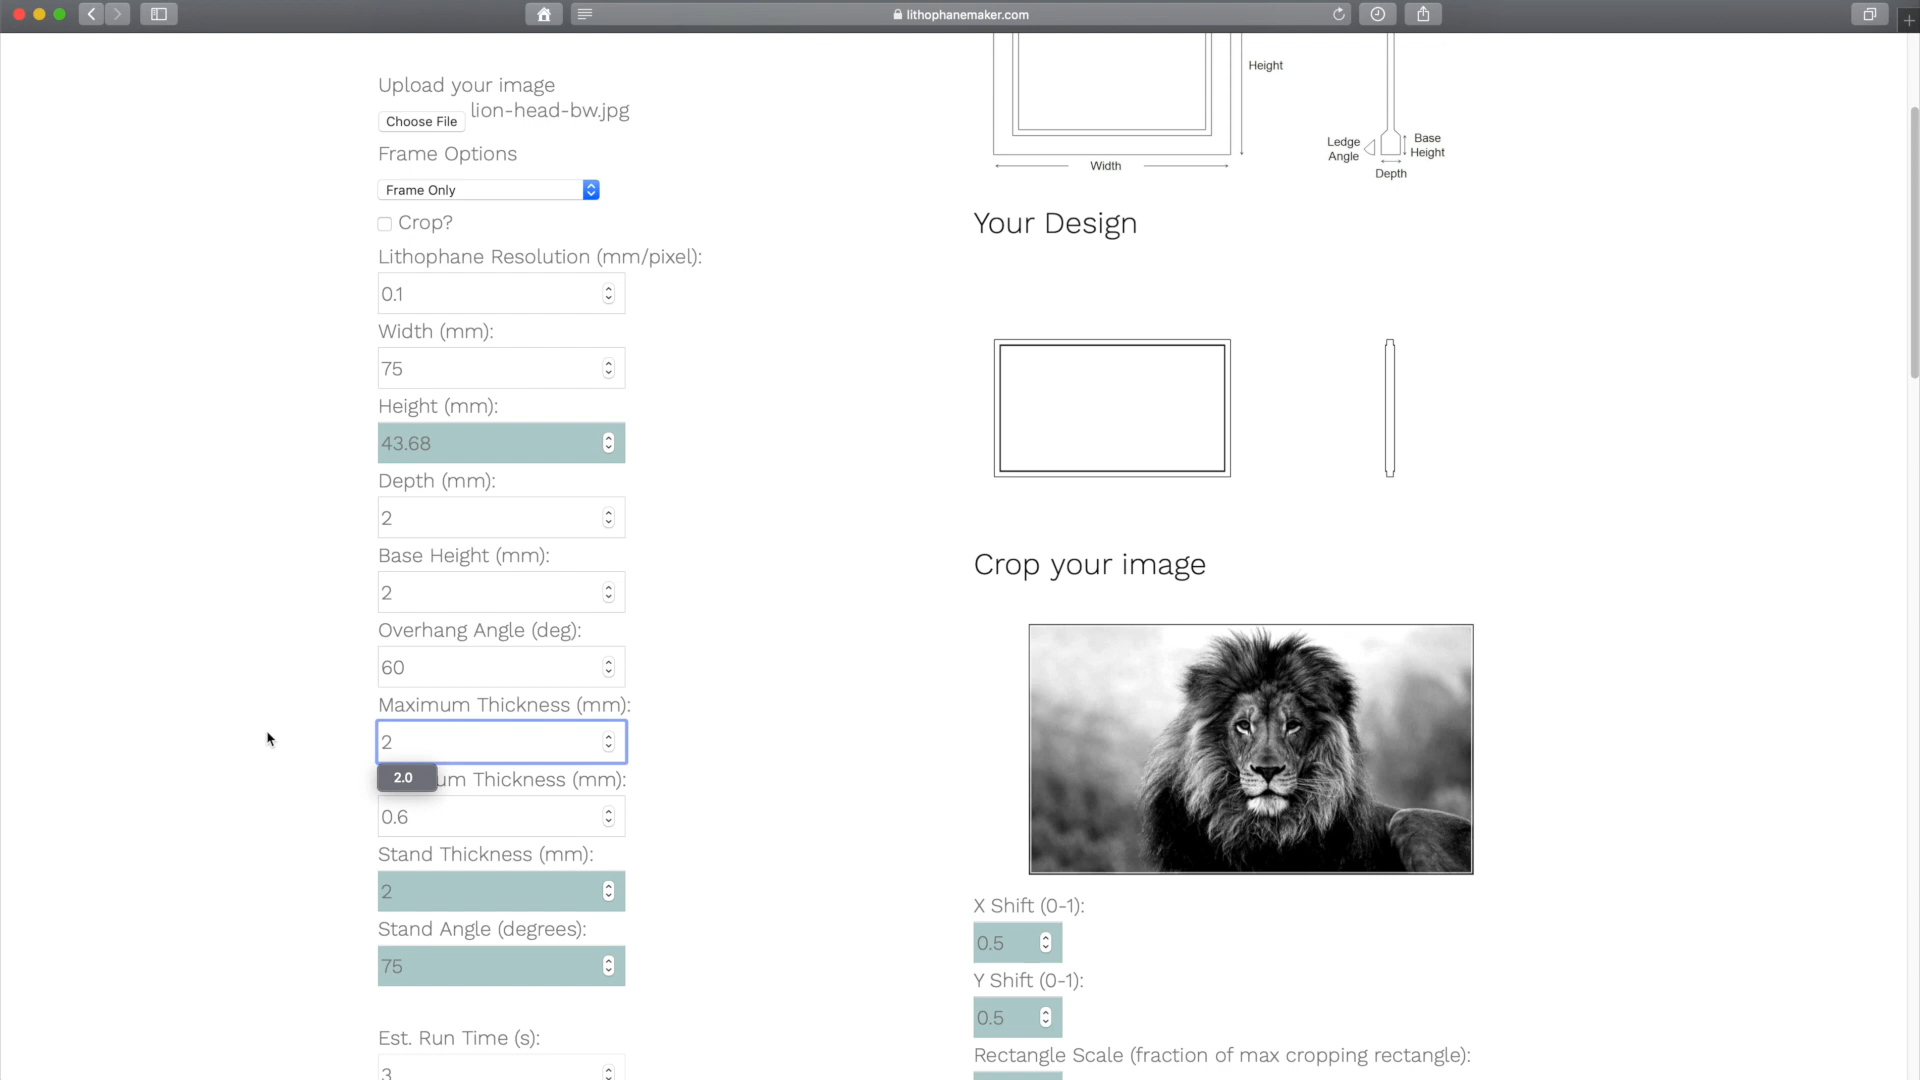 lithophanemaker.com
Upload your image
Choose File lion-head-bw.jpg
Frame Options
Frame Only
Crop?
Lithophane Resolution (mm/pixel):
0.1
Width (mm):
75
Height (mm):
43.68
Depth (mm):
2
Base Height (mm):
2
Overhang Angle (deg):
60
Maximum Thickness (mm):
2
2.0
um Thickness (mm):
0.6
Stand Thickness (mm):
2
Stand Angle (degrees):
75
Est. Run Time (s):
3
Height
Width
Ledge
Angle
Base
Height
Depth
Your Design
Crop your image
X Shift (0-1):
0.5
Y Shift (0-1):
0.5
Rectangle Scale (fraction of max cropping rectangle):